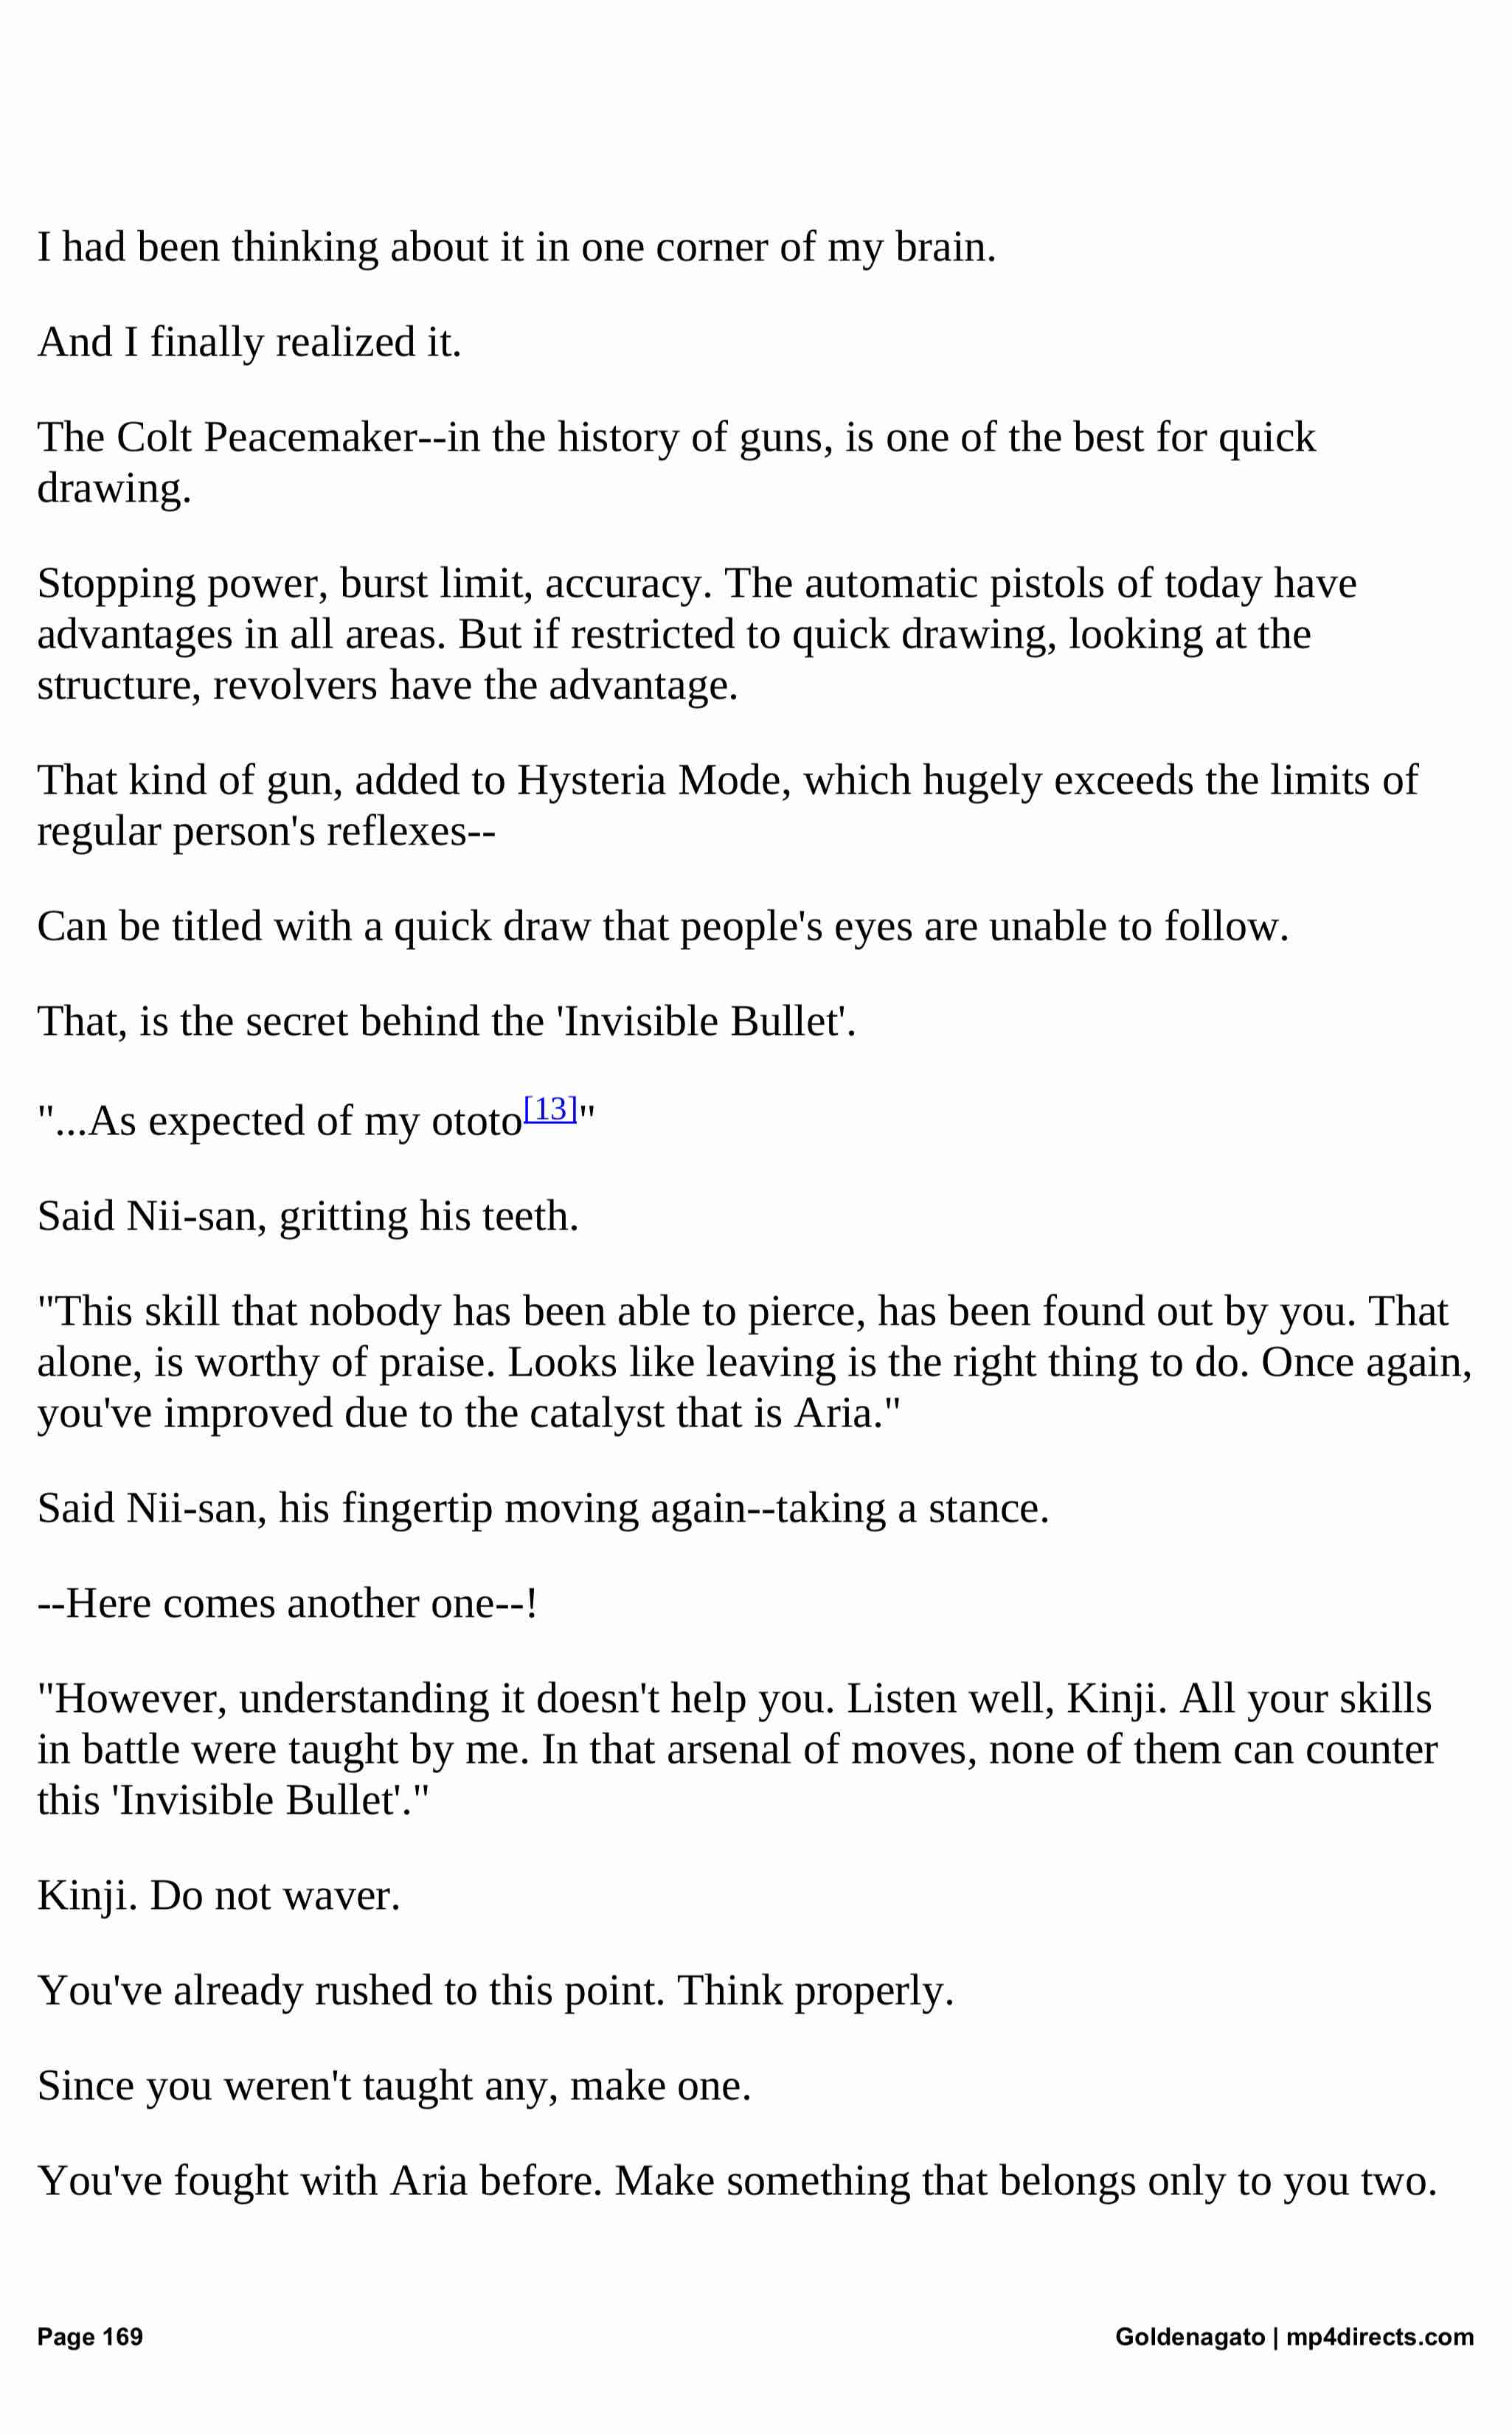 I had been thinking about it in one corner of my brain.
And I finally realized it.
The Colt Peacemaker--in the history of guns, is one of the best for quick
drawing.
Stopping power, burst limit, accuracy. The automatic pistols of today have
advantages in all areas. But if restricted to quick drawing, looking at the
structure, revolvers have the advantage.
That kind of gun, added to Hysteria Mode, which hugely exceeds the limits of
regular person's reflexes--
Can be titled with a quick draw that people's eyes are unable to follow.
That, is the secret behind the 'Invisible Bullet'.
"...As expected of my ototo[13]"
Said Nii-san, gritting his teeth.
"This skill that nobody has been able to pierce, has been found out by you. That
alone, is worthy of praise. Looks like leaving is the right thing to do. Once again,
you've improved due to the catalyst that is Aria."
Said Nii-san, his fingertip moving again--taking a stance.
--Here comes another one--!
"However, understanding it doesn't help you. Listen well, Kinji. All your skills
in battle were taught by me. In that arsenal of moves, none of them can counter
this 'Invisible Bullet'."
Kinji. Do not waver.
You've already rushed to this point. Think properly.
Since you weren't taught any, make one.
You've fought with Aria before. Make something that belongs only to you two.
Page 169
Goldenagato | mp4directs.com